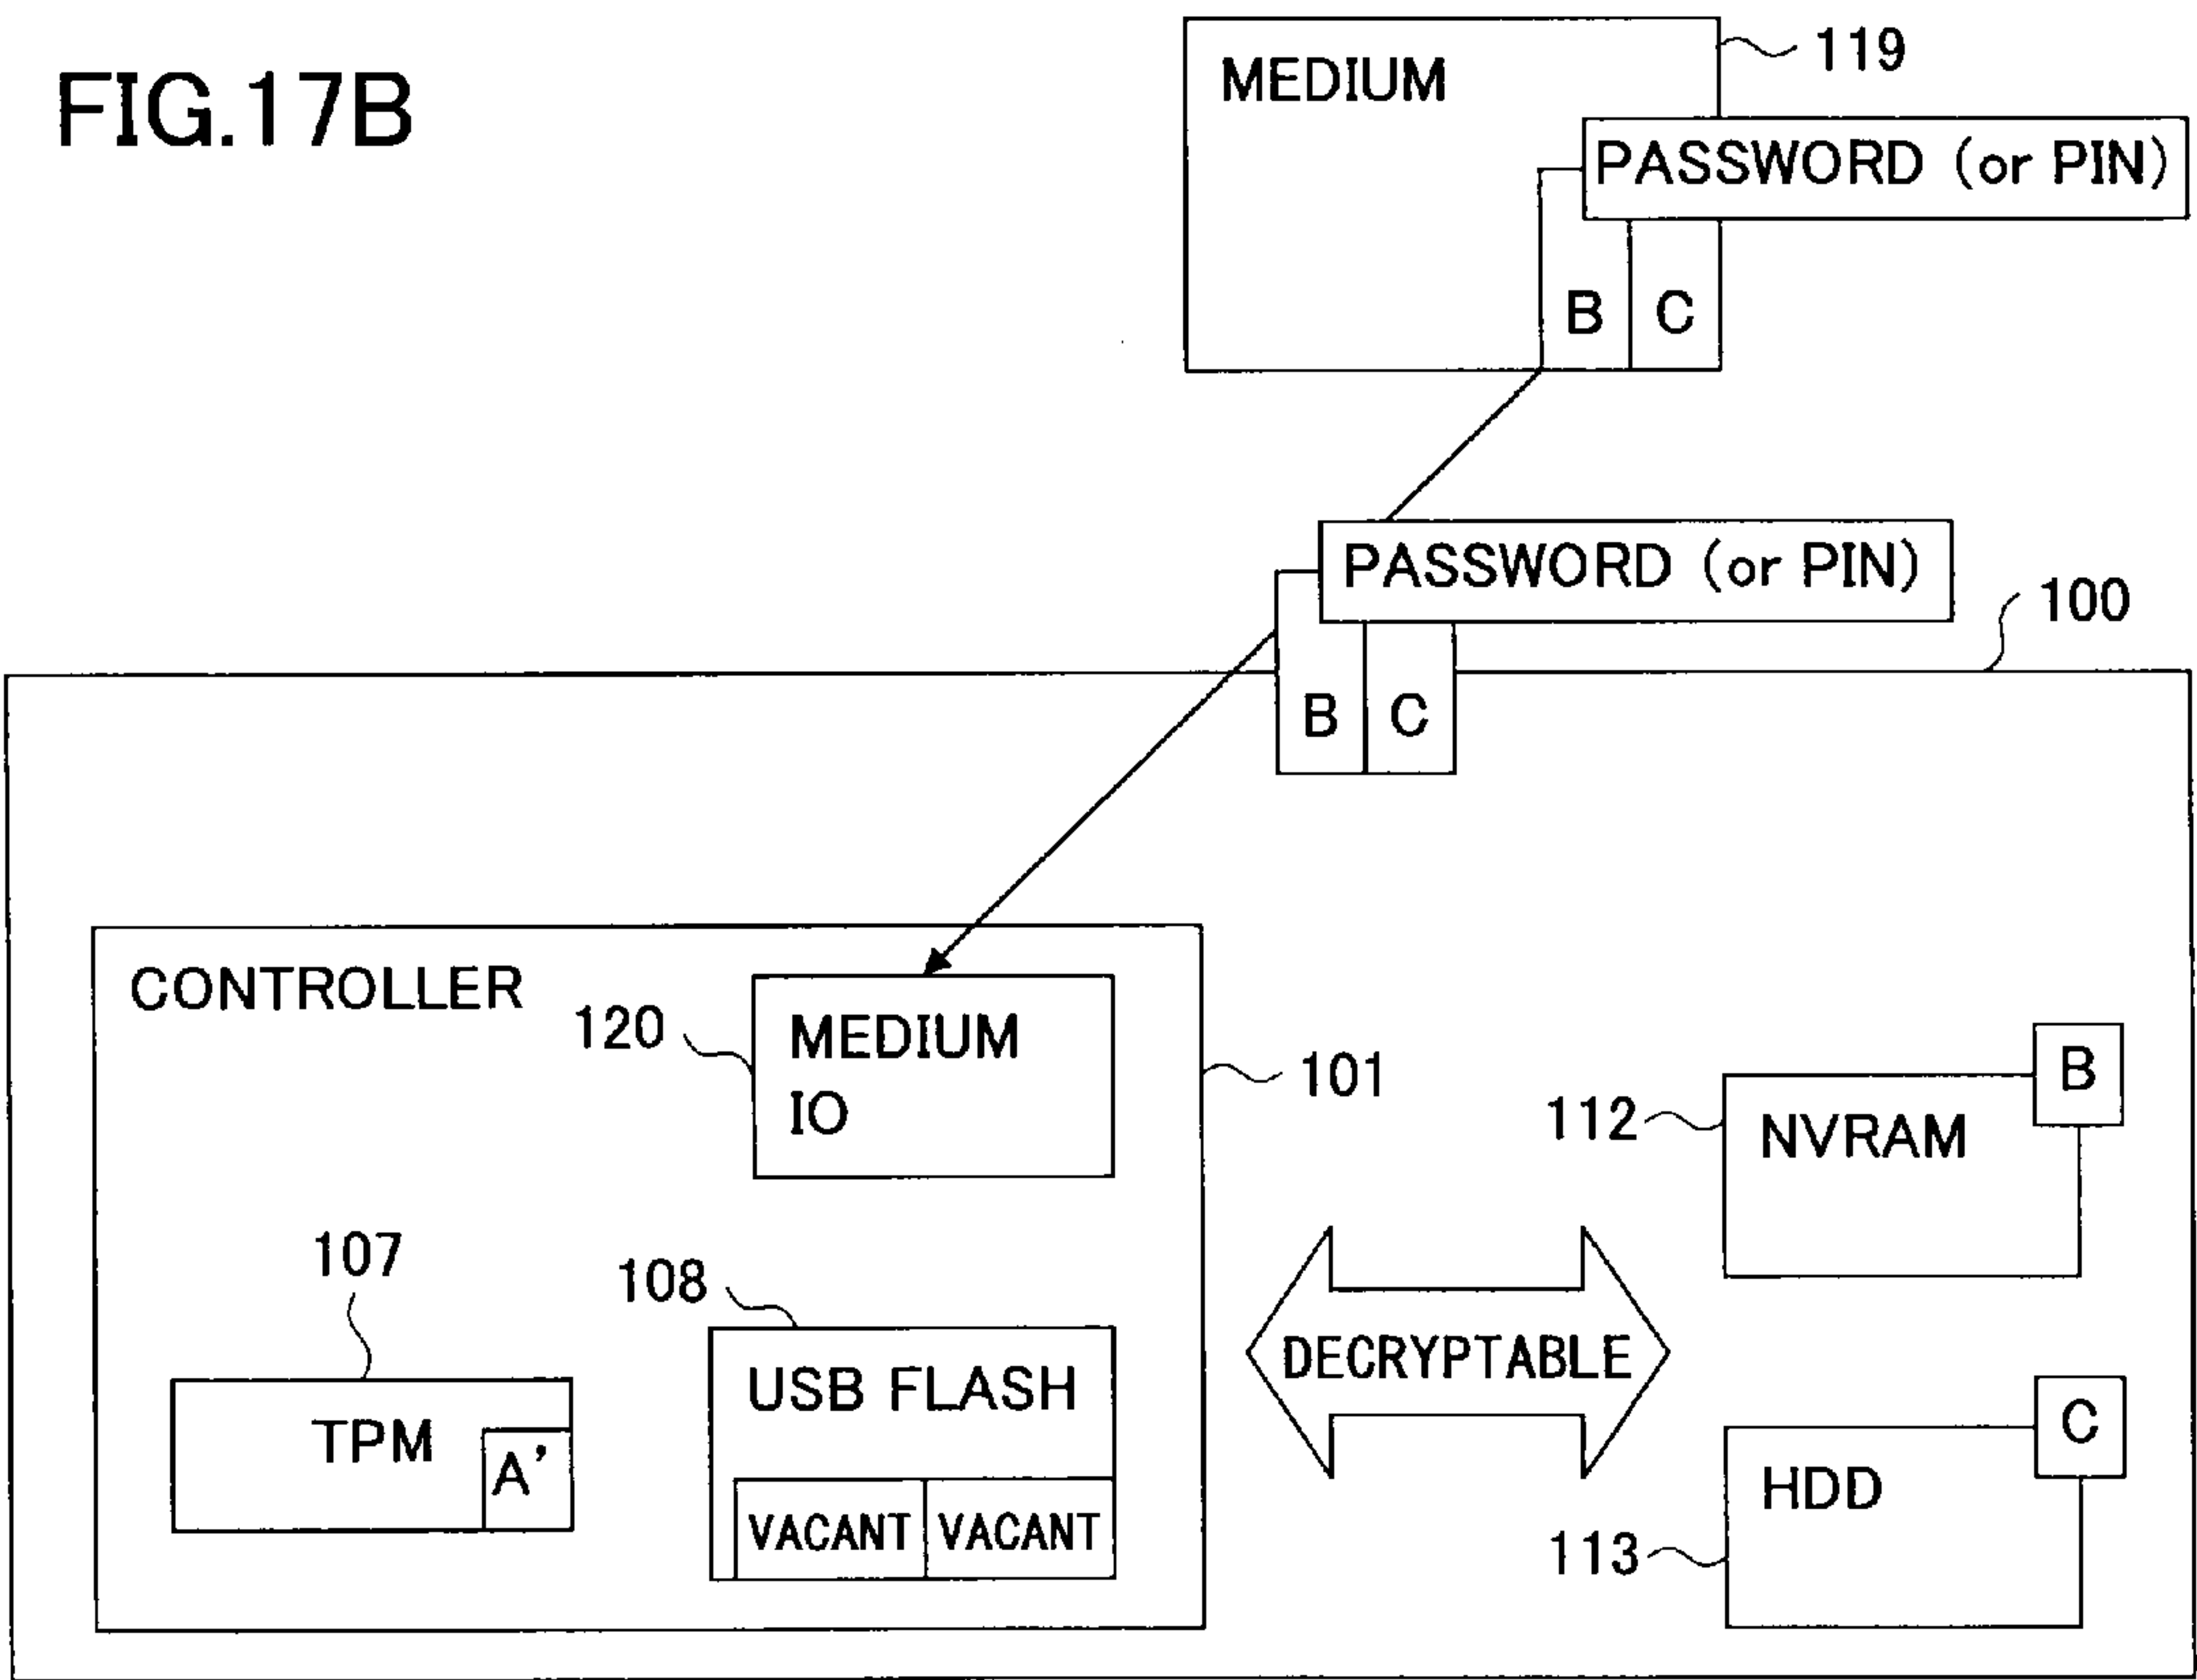 FIG.17B
MEDIUM
119
PASSWORD (or PIN)
B C
PASSWORD (or PIN)
100
B C
CONTROLLER
120
MEDIUM
IO
101
112
NVRAM
B
107
108
TPM
A'
USB FLASH
VACANT VACANT
DECRYPTABLE
113
HDD
C